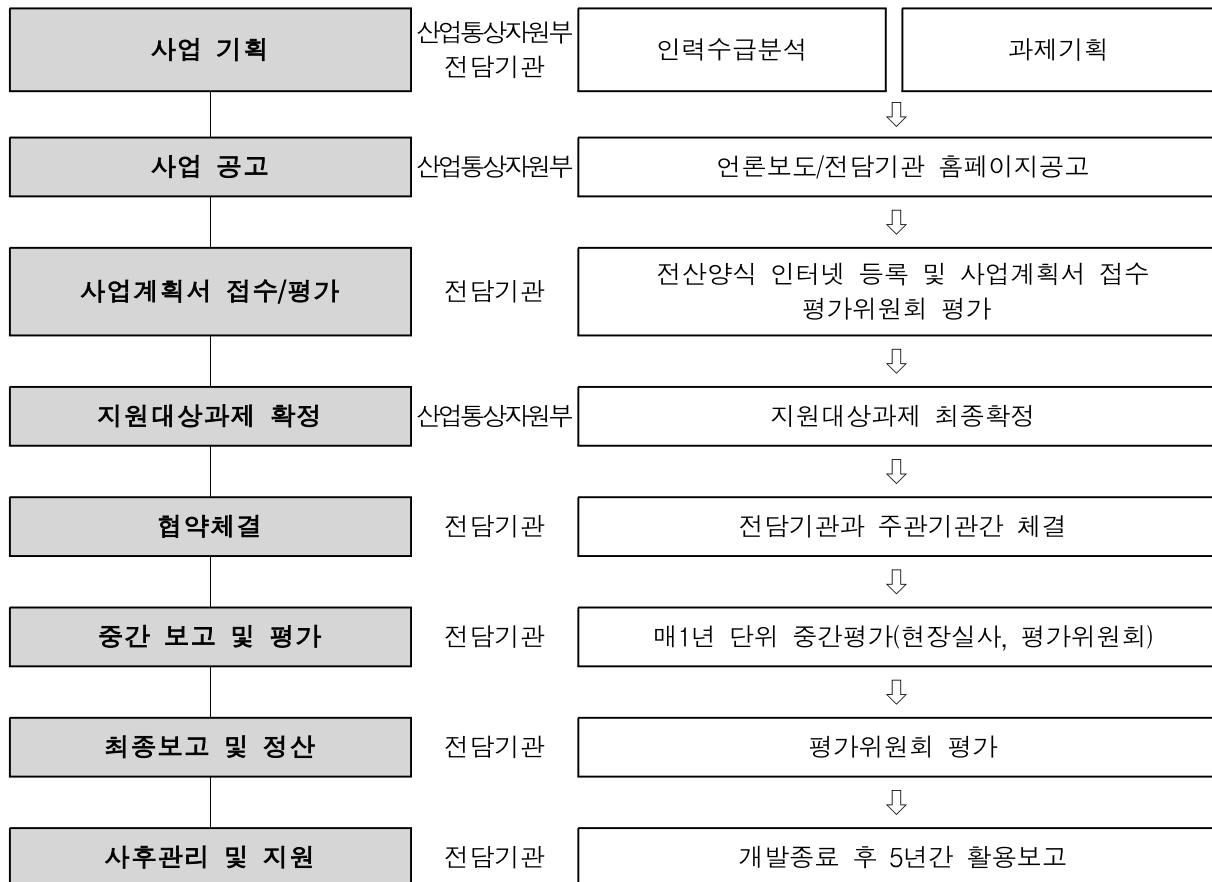 사업 기획
산업통상자원부
전담기관
인력수급분석
과제기획
사업 공고
산업통상자원부
언론보도/전담기관 홈페이지공고
사업계획서 접수/평가
전담기관
전산양식 인터넷 등록 및 사업계획서 접수
평가위원회 평가
지원대상과제 확정
산업통상자원부
지원대상과제 최종확정
협약체결
전담기관
전담기관과 주관기관간 체결
중간 보고 및 평가
전담기관
매1년 단위 중간평가(현장실사, 평가위원회)
최종보고 및 정산
전담기관
평가위원회 평가
사후관리 및 지원
전담기관
개발종료 후 5년간 활용보고